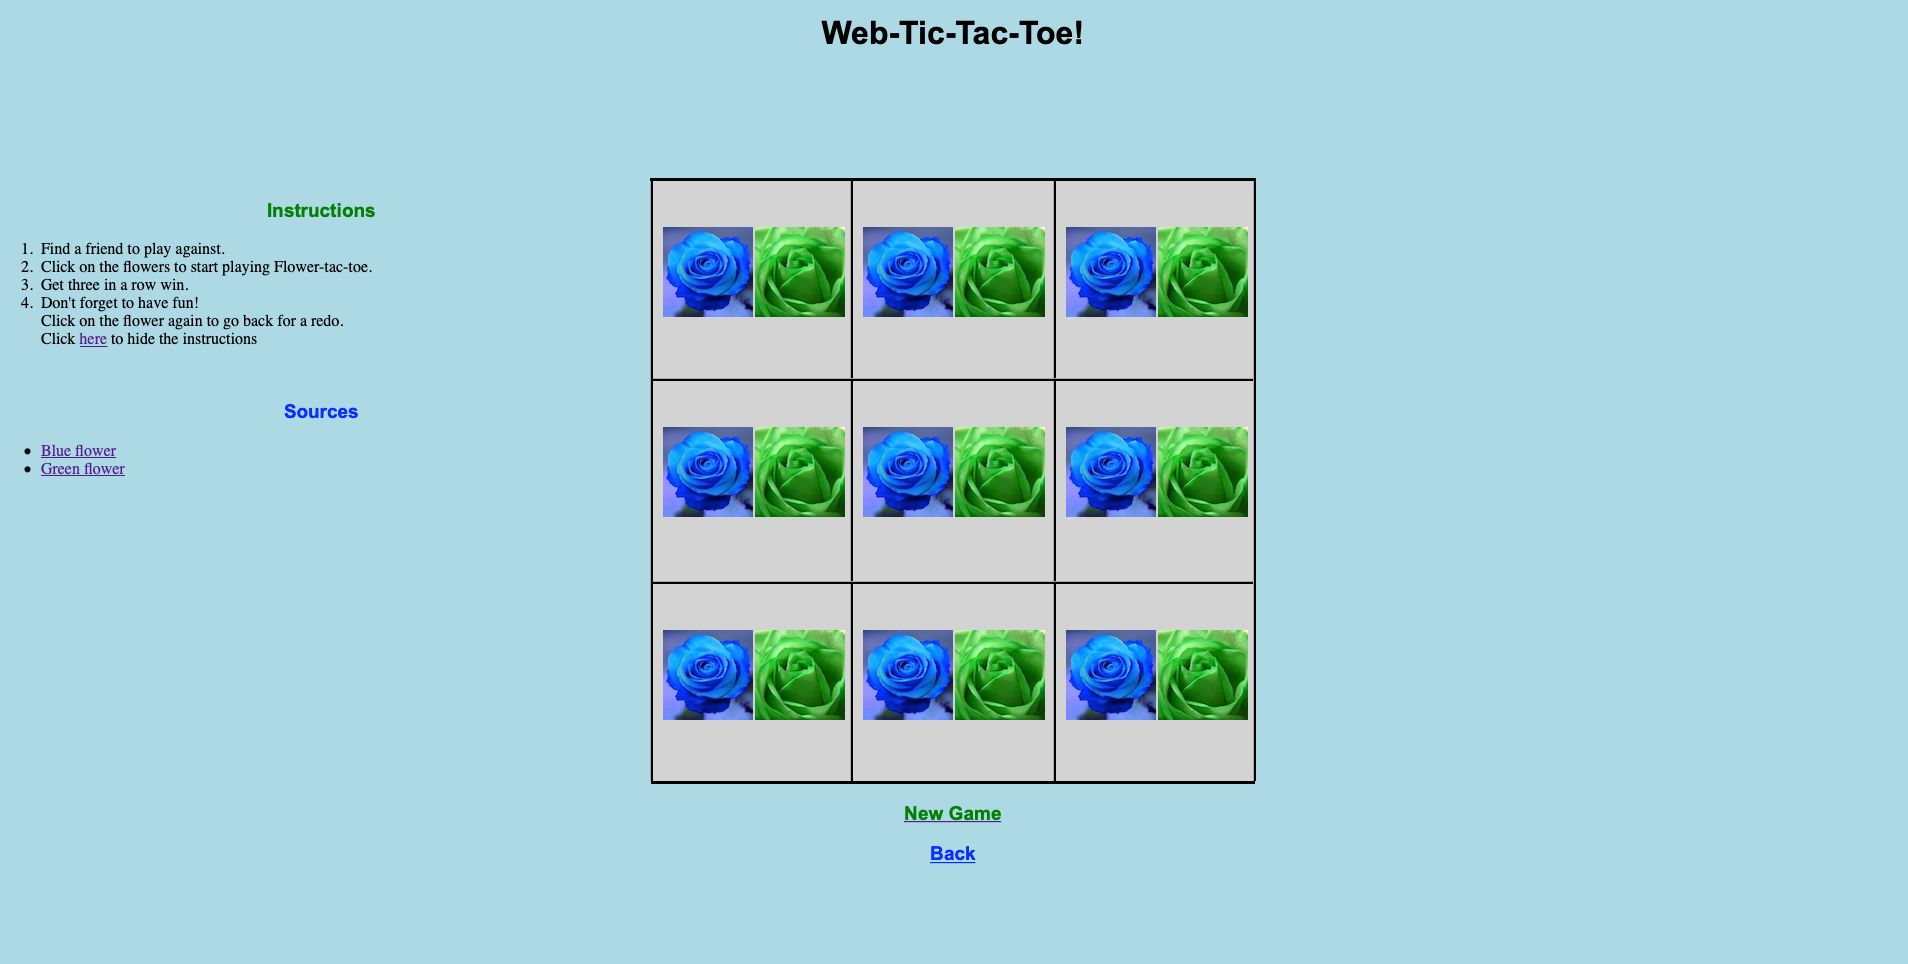 Web-Tic-Tac-Toe!
Instructions
1. Find a friend to play against.
2. Click on the flowers to start playing Flower-tac-toe.
3. Get three in a row win.
4. Don't forget to have fun!
Click on the flower again to go back for a redo.
Click here to hide the instructions
Sources
• Blue flower
• Green flower
New Game
Back